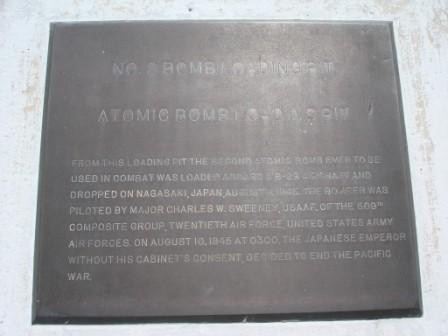 NO. 2 BOMB LOADING PIT
ATOMIC BOMB LOADING PIT
FROM THIS LOADING PIT THE SECOND ATOMIC BOMB EVER TO BE
USED IN COMBAT WAS LOADED ABOARD A B-29 AIRCRAFT AND
DROPPED ON NAGASAKI, JAPAN, AUGUST 9, 1945. THE BOMBER WAS
PILOTED BY MAJOR CHARLES W. SWEENEY, USAAF, OF THE 509TH
COMPOSITE GROUP, TWENTIETH AIR FORCE, UNITED STATES ARMY
AIR FORCES. ON AUGUST 10, 1945 AT 0300, THE JAPANESE EMPEROR
WITHOUT HIS CABINET'S CONSENT, DECIDED TO END THE PACIFIC
WAR.